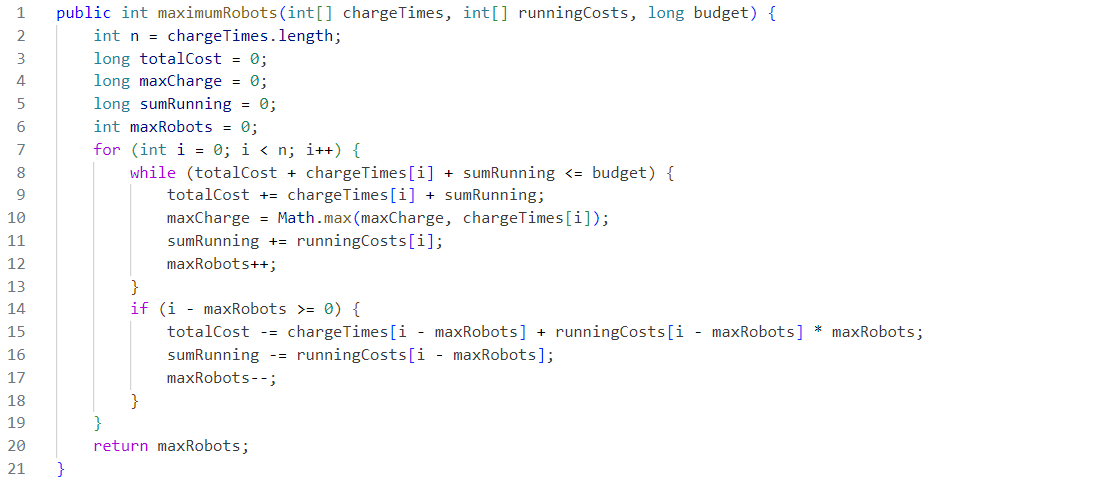 1 public int maximumRobots(int[] chargeTimes, int[] runningCosts, long budget) {
2     int n = chargeTimes.length;
3     long totalCost = 0;
4     long maxCharge = 0;
5     long sumRunning = 0;
6     int maxRobots = 0;
7     for (int i = 0; i < n; i++) {
8         while (totalCost + chargeTimes[i] + sumRunning <= budget) {
9             totalCost += chargeTimes[i] + sumRunning;
10             maxCharge = Math.max(maxCharge, chargeTimes[i]);
11             sumRunning += runningCosts[i];
12             maxRobots++;
13         }
14         if (i - maxRobots >= 0) {
15             totalCost -= chargeTimes[i - maxRobots] + runningCosts[i - maxRobots] * maxRobots;
16             sumRunning -= runningCosts[i - maxRobots];
17             maxRobots--;
18         }
19     }
20     return maxRobots;
21 }